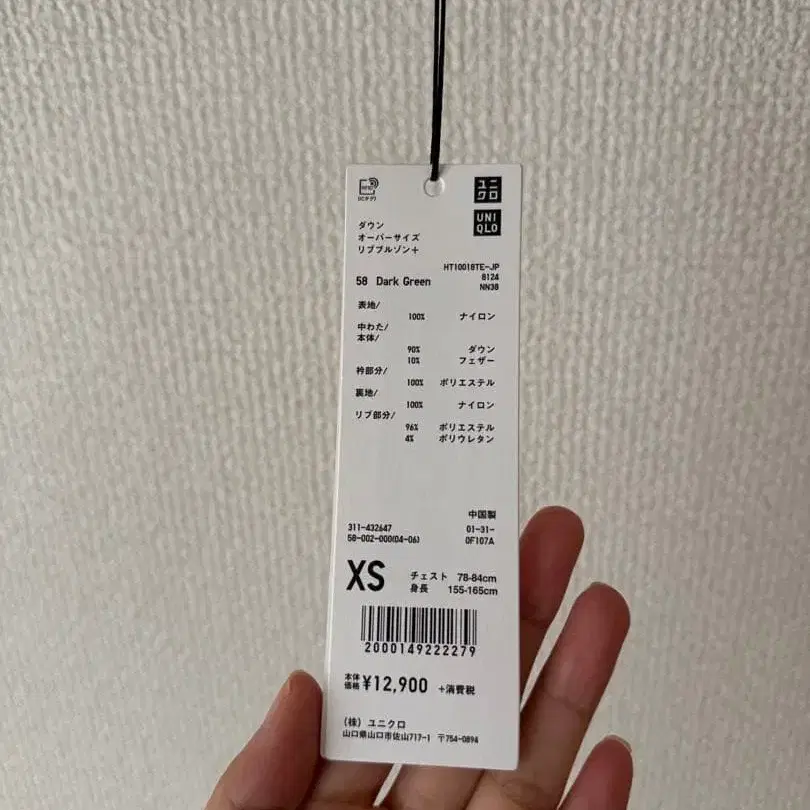 ICタグ
ユニ
クロ
UNI
QLO
ダウン
オーバーサイズ
リブブルゾン+
HT10018TE-JP
8124
NN38
58 Dark Green
表地/
100% ナイロン
中わた/
本体/
90% ダウン
10% フェザー
衿部分/
100% ポリエステル
裏地/
100% ナイロン
リブ部分/
96% ポリエステル
4% ポリウレタン
中国製
311-432647 01-31-
58-002-000(04-06) 0F107A
XS チェスト 78-84cm
身長 155-165cm
2000149222279
本体価格 ¥12,900 +消費税
(株) ユニクロ
山口県山口市佐山717-1 〒754-0894